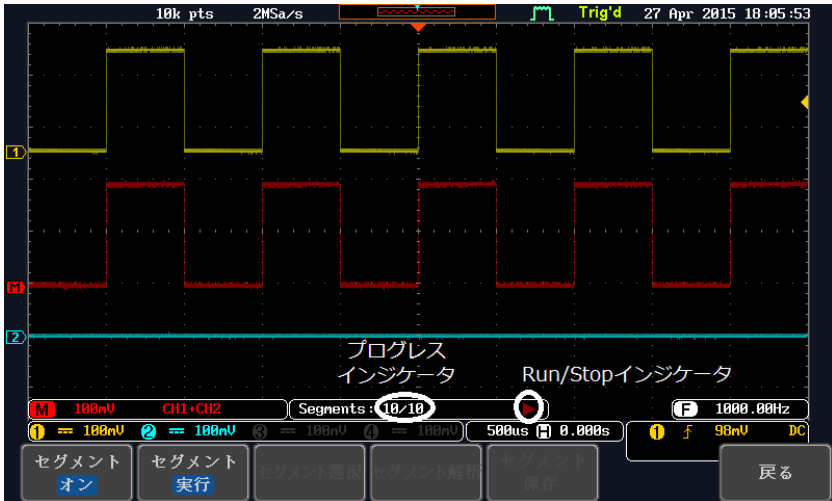 10k pts 2MSa/s Trig'd 27 Apr 2015 18:05:53
1
M
2
プログレス
インジケータ
Run/Stopインジケータ
M 100mV CH1+CH2 Segments:10/10 F 1000.00Hz
1 100mV 2 100mV 3 100mV 4 100mV 500us H 0.000s 1 98mV DC
セグメント
オン
セグメント
実行
セグメント選択
セグメント解析
セグメント
保存
戻る